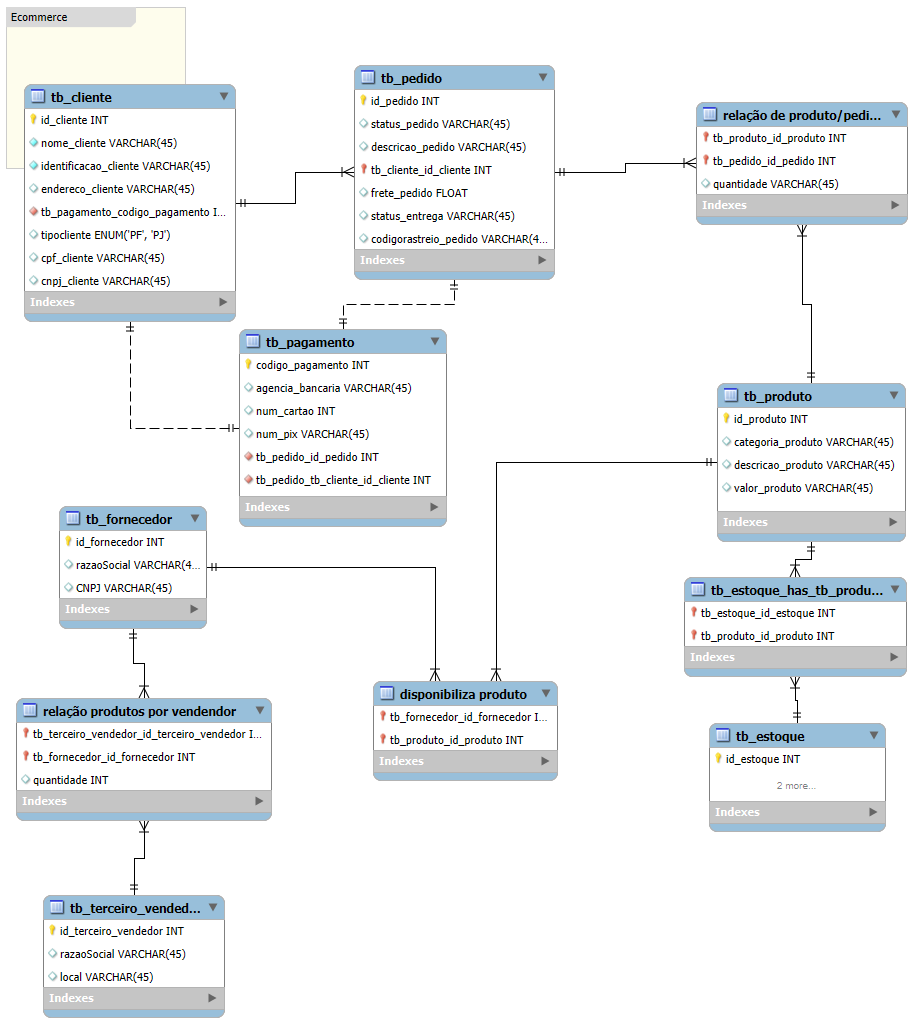 Ecommerce
tb_cliente
id_cliente INT
nome_cliente VARCHAR(45)
identificacao_cliente VARCHAR(45)
endereco_cliente VARCHAR(45)
tb_pagamento_codigo_pagamento I...
tipocliente ENUM('PF', 'PJ')
cpf_cliente VARCHAR(45)
cnpj_cliente VARCHAR(45)
Indexes
tb_pedido
id_pedido INT
status_pedido VARCHAR(45)
descricao_pedido VARCHAR(45)
tb_cliente_id_cliente INT
frete_pedido FLOAT
status_entrega VARCHAR(45)
codigorastreio_pedido VARCHAR(4...
Indexes
relação de produto/pedi...
tb_produto_id_produto INT
tb_pedido_id_pedido INT
quantidade VARCHAR(45)
Indexes
tb_pagamento
codigo_pagamento INT
agencia_bancaria VARCHAR(45)
num_cartao INT
num_pix VARCHAR(45)
tb_pedido_id_pedido INT
tb_pedido_tb_cliente_id_cliente INT
Indexes
tb_produto
id_produto INT
categoria_produto VARCHAR(45)
descricao_produto VARCHAR(45)
valor_produto VARCHAR(45)
Indexes
tb_fornecedor
id_fornecedor INT
razaoSocial VARCHAR(4...
CNPJ VARCHAR(45)
Indexes
tb_estoque_has_tb_produ...
tb_estoque_id_estoque INT
tb_produto_id_produto INT
Indexes
relação produtos por vendendor
tb_terceiro_vendedor_id_terceiro_vendedor I...
tb_fornecedor_id_fornecedor INT
quantidade INT
Indexes
disponibiliza produto
tb_fornecedor_id_fornecedor I...
tb_produto_id_produto INT
Indexes
tb_estoque
id_estoque INT
2 more...
Indexes
tb_terceiro_vended...
id_terceiro_vendedor INT
razaoSocial VARCHAR(45)
local VARCHAR(45)
Indexes